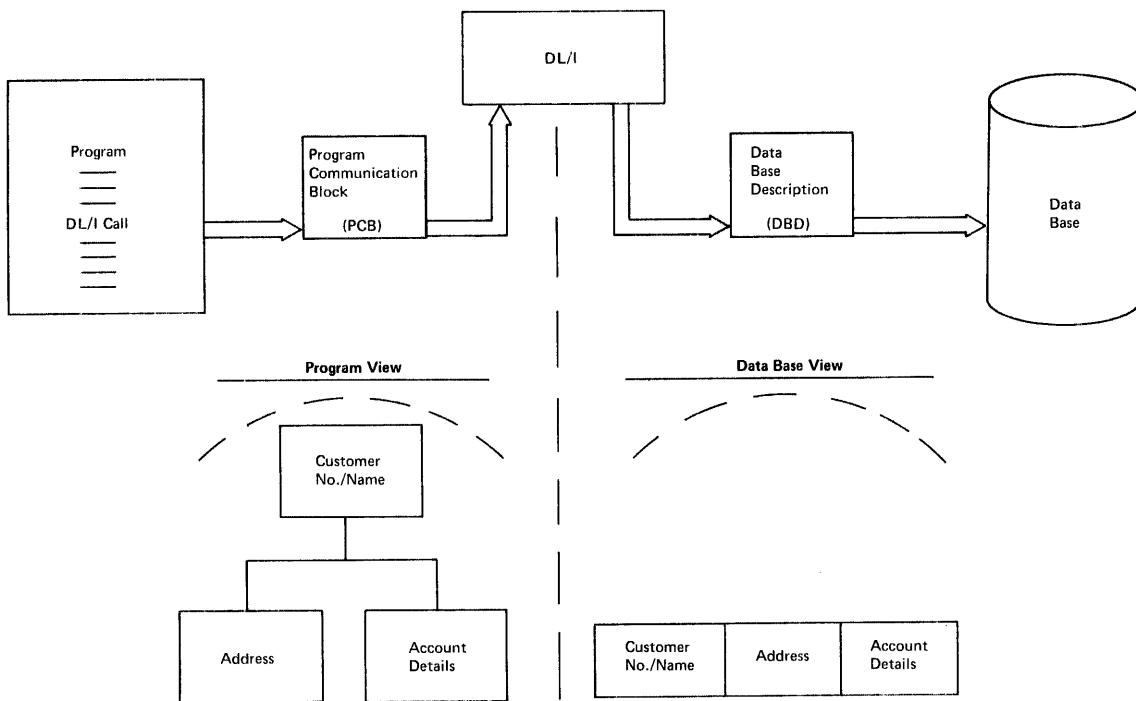 DL/I
Program
DL/I Call
Program
Communication
Block
(PCB)
Data
Base
Description
(DBD)
Data
Base
Program View
Data Base View
Customer
No./Name
Address
Account
Details
Customer
No./Name
Address
Account
Details